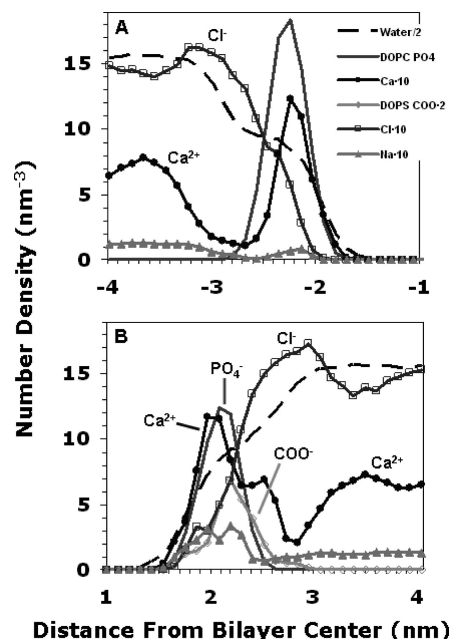 A
Cl-
Water/2
DOPC PO4
Ca·10
DOPS COO·2
Cl·10
Na·10
Ca2+
15
10
5
0
-4
-3
-2
-1
Number Density (nm-3)
B
Cl-
PO4-
Ca2+
COO-
Ca2+
15
10
5
0
1
2
3
4
Distance From Bilayer Center (nm)